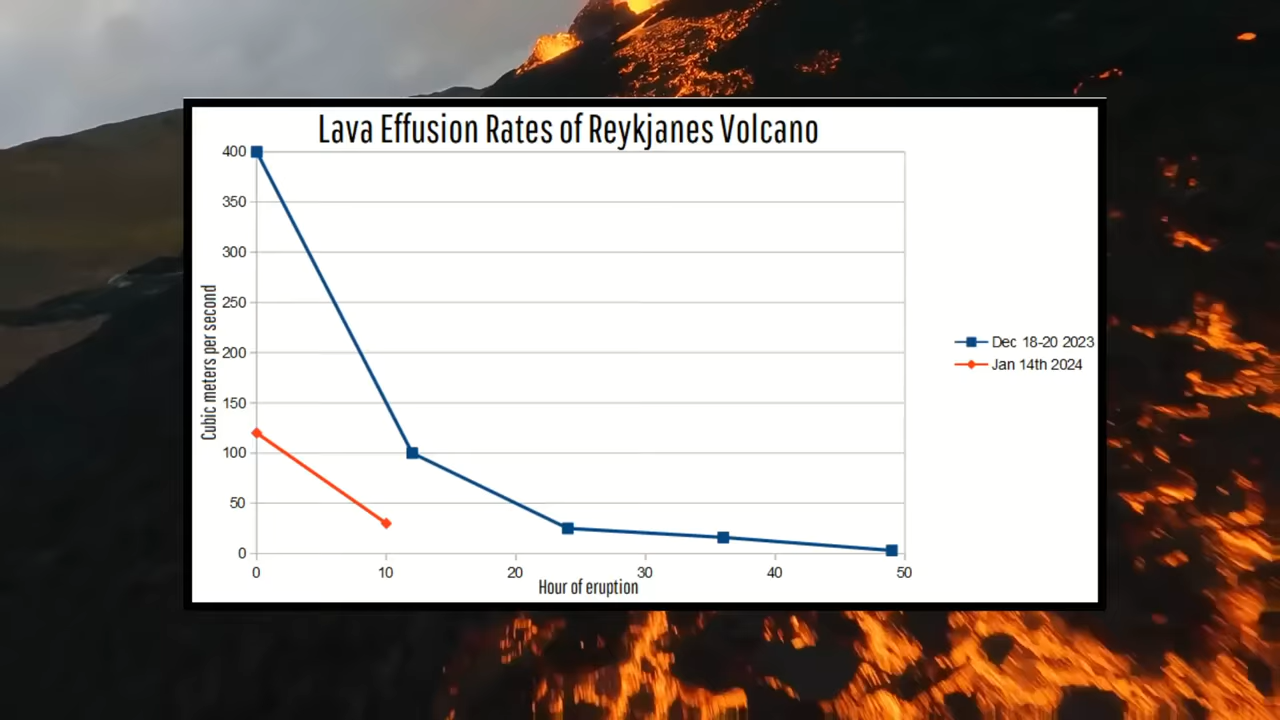 Lava Effusion Rates of Reykjanes Volcano
400
350
300
250
200
150
100
50
0
Cubic meters per second
0 10 20 30 40 50
Hour of eruption
Dec 18-20 2023
Jan 14th 2024